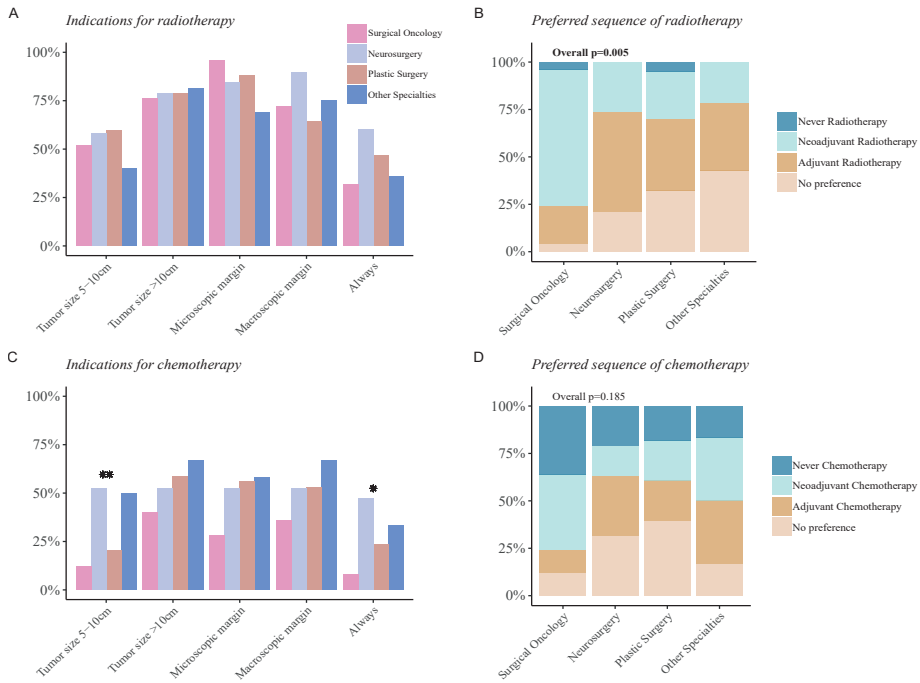 A
Indications for radiotherapy
Surgical Oncology
Neurosurgery
Plastic Surgery
Other Specialties
100%
75%
50%
25%
0%
Tumor size 5−10cm
Tumor size >10cm
Microscopic margin
Macroscopic margin
Always
B
Preferred sequence of radiotherapy
Overall p=0.005
100%
75%
50%
25%
0%
Surgical Oncology
Neurosurgery
Plastic Surgery
Other Specialties
Never Radiotherapy
Neoadjuvant Radiotherapy
Adjuvant Radiotherapy
No preference
C
Indications for chemotherapy
100%
75%
50%
25%
0%
**
*
Tumor size 5−10cm
Tumor size >10cm
Microscopic margin
Macroscopic margin
Always
D
Preferred sequence of chemotherapy
Overall p=0.185
100%
75%
50%
25%
0%
Surgical Oncology
Neurosurgery
Plastic Surgery
Other Specialties
Never Chemotherapy
Neoadjuvant Chemotherapy
Adjuvant Chemotherapy
No preference